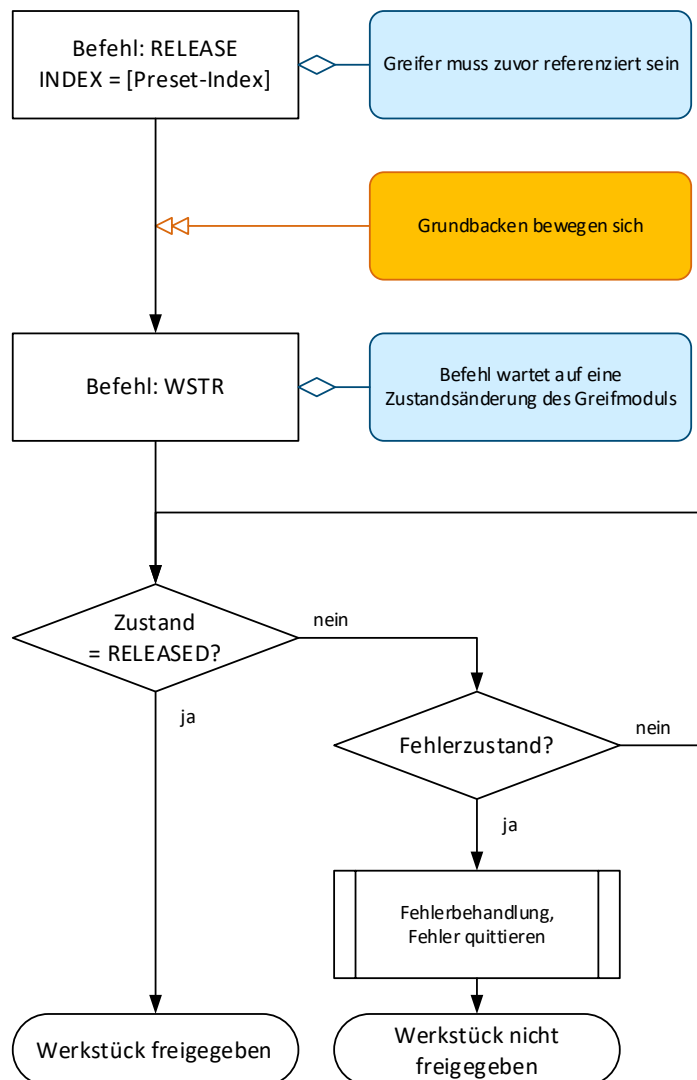 Befehl: RELEASE
INDEX = [Preset-Index]
Greifer muss zuvor referenziert sein
Grundbacken bewegen sich
Befehl: WSTR
Befehl wartet auf eine
Zustandsänderung des Greifmoduls
Zustand
= RELEASED?
nein
ja
Fehlerzustand?
nein
ja
Fehlerbehandlung,
Fehler quittieren
Werkstück freigegeben
Werkstück nicht
freigegeben